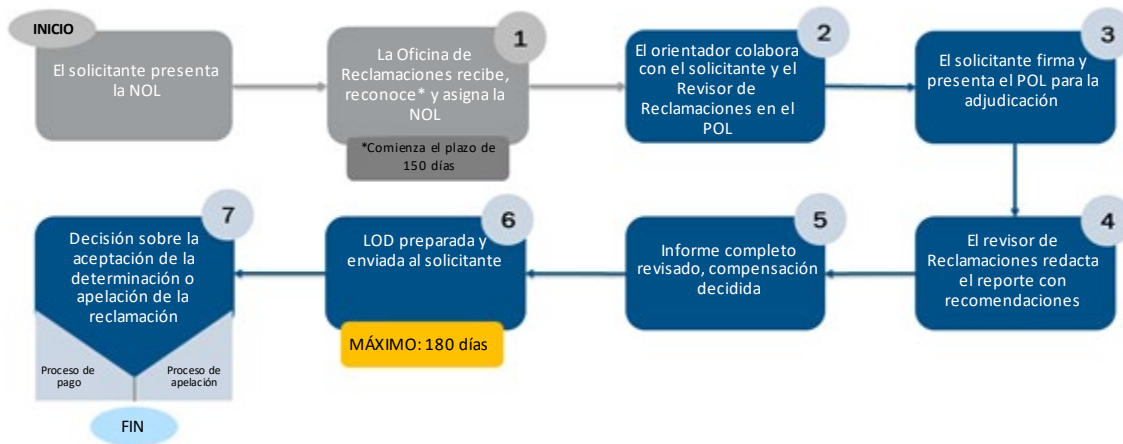 INICIO
El solicitante presenta
la NOL
1
La Oficina de
Reclamaciones recibe,
reconoce* y asigna la
NOL
*Comienza el plazo de
150 días
2
El orientador colabora
con el solicitante y el
Revisor de
Reclamaciones en el
POL
3
El solicitante firma y
presenta el POL para la
adjudicación
4
El revisor de
Reclamaciones redacta
el reporte con
recomendaciones
5
Informe completo
revisado, compensación
decidida
6
LOD preparada y
enviada al solicitante
MÁXIMO: 180 días
7
Decisión sobre la
aceptación de la
determinación o
apelación de la
reclamación
Proceso de
pago
Proceso de
apelación
FIN